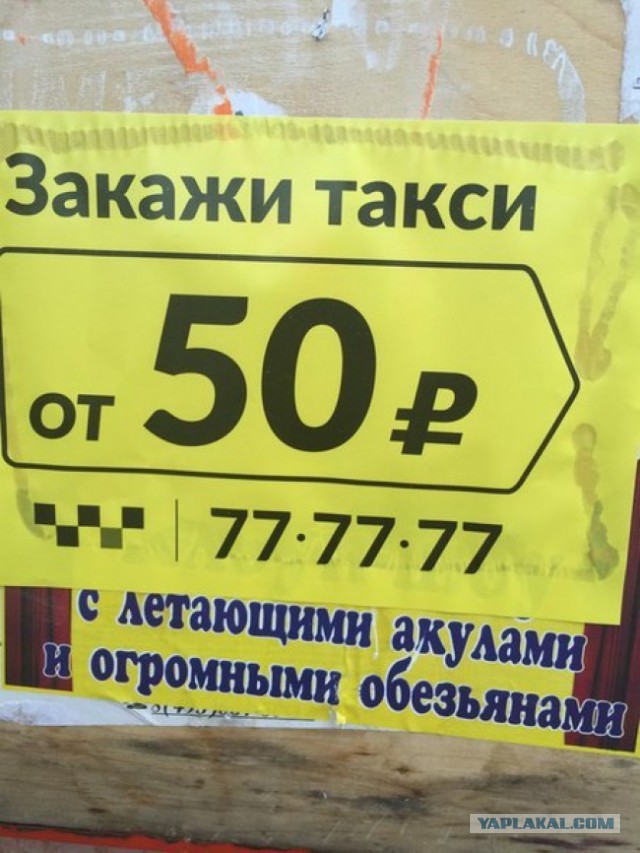 Закажи такси
от 50 ₽
77·77·77
с летающими акулами
и огромными обезьянами
YAPLAKAL.COM